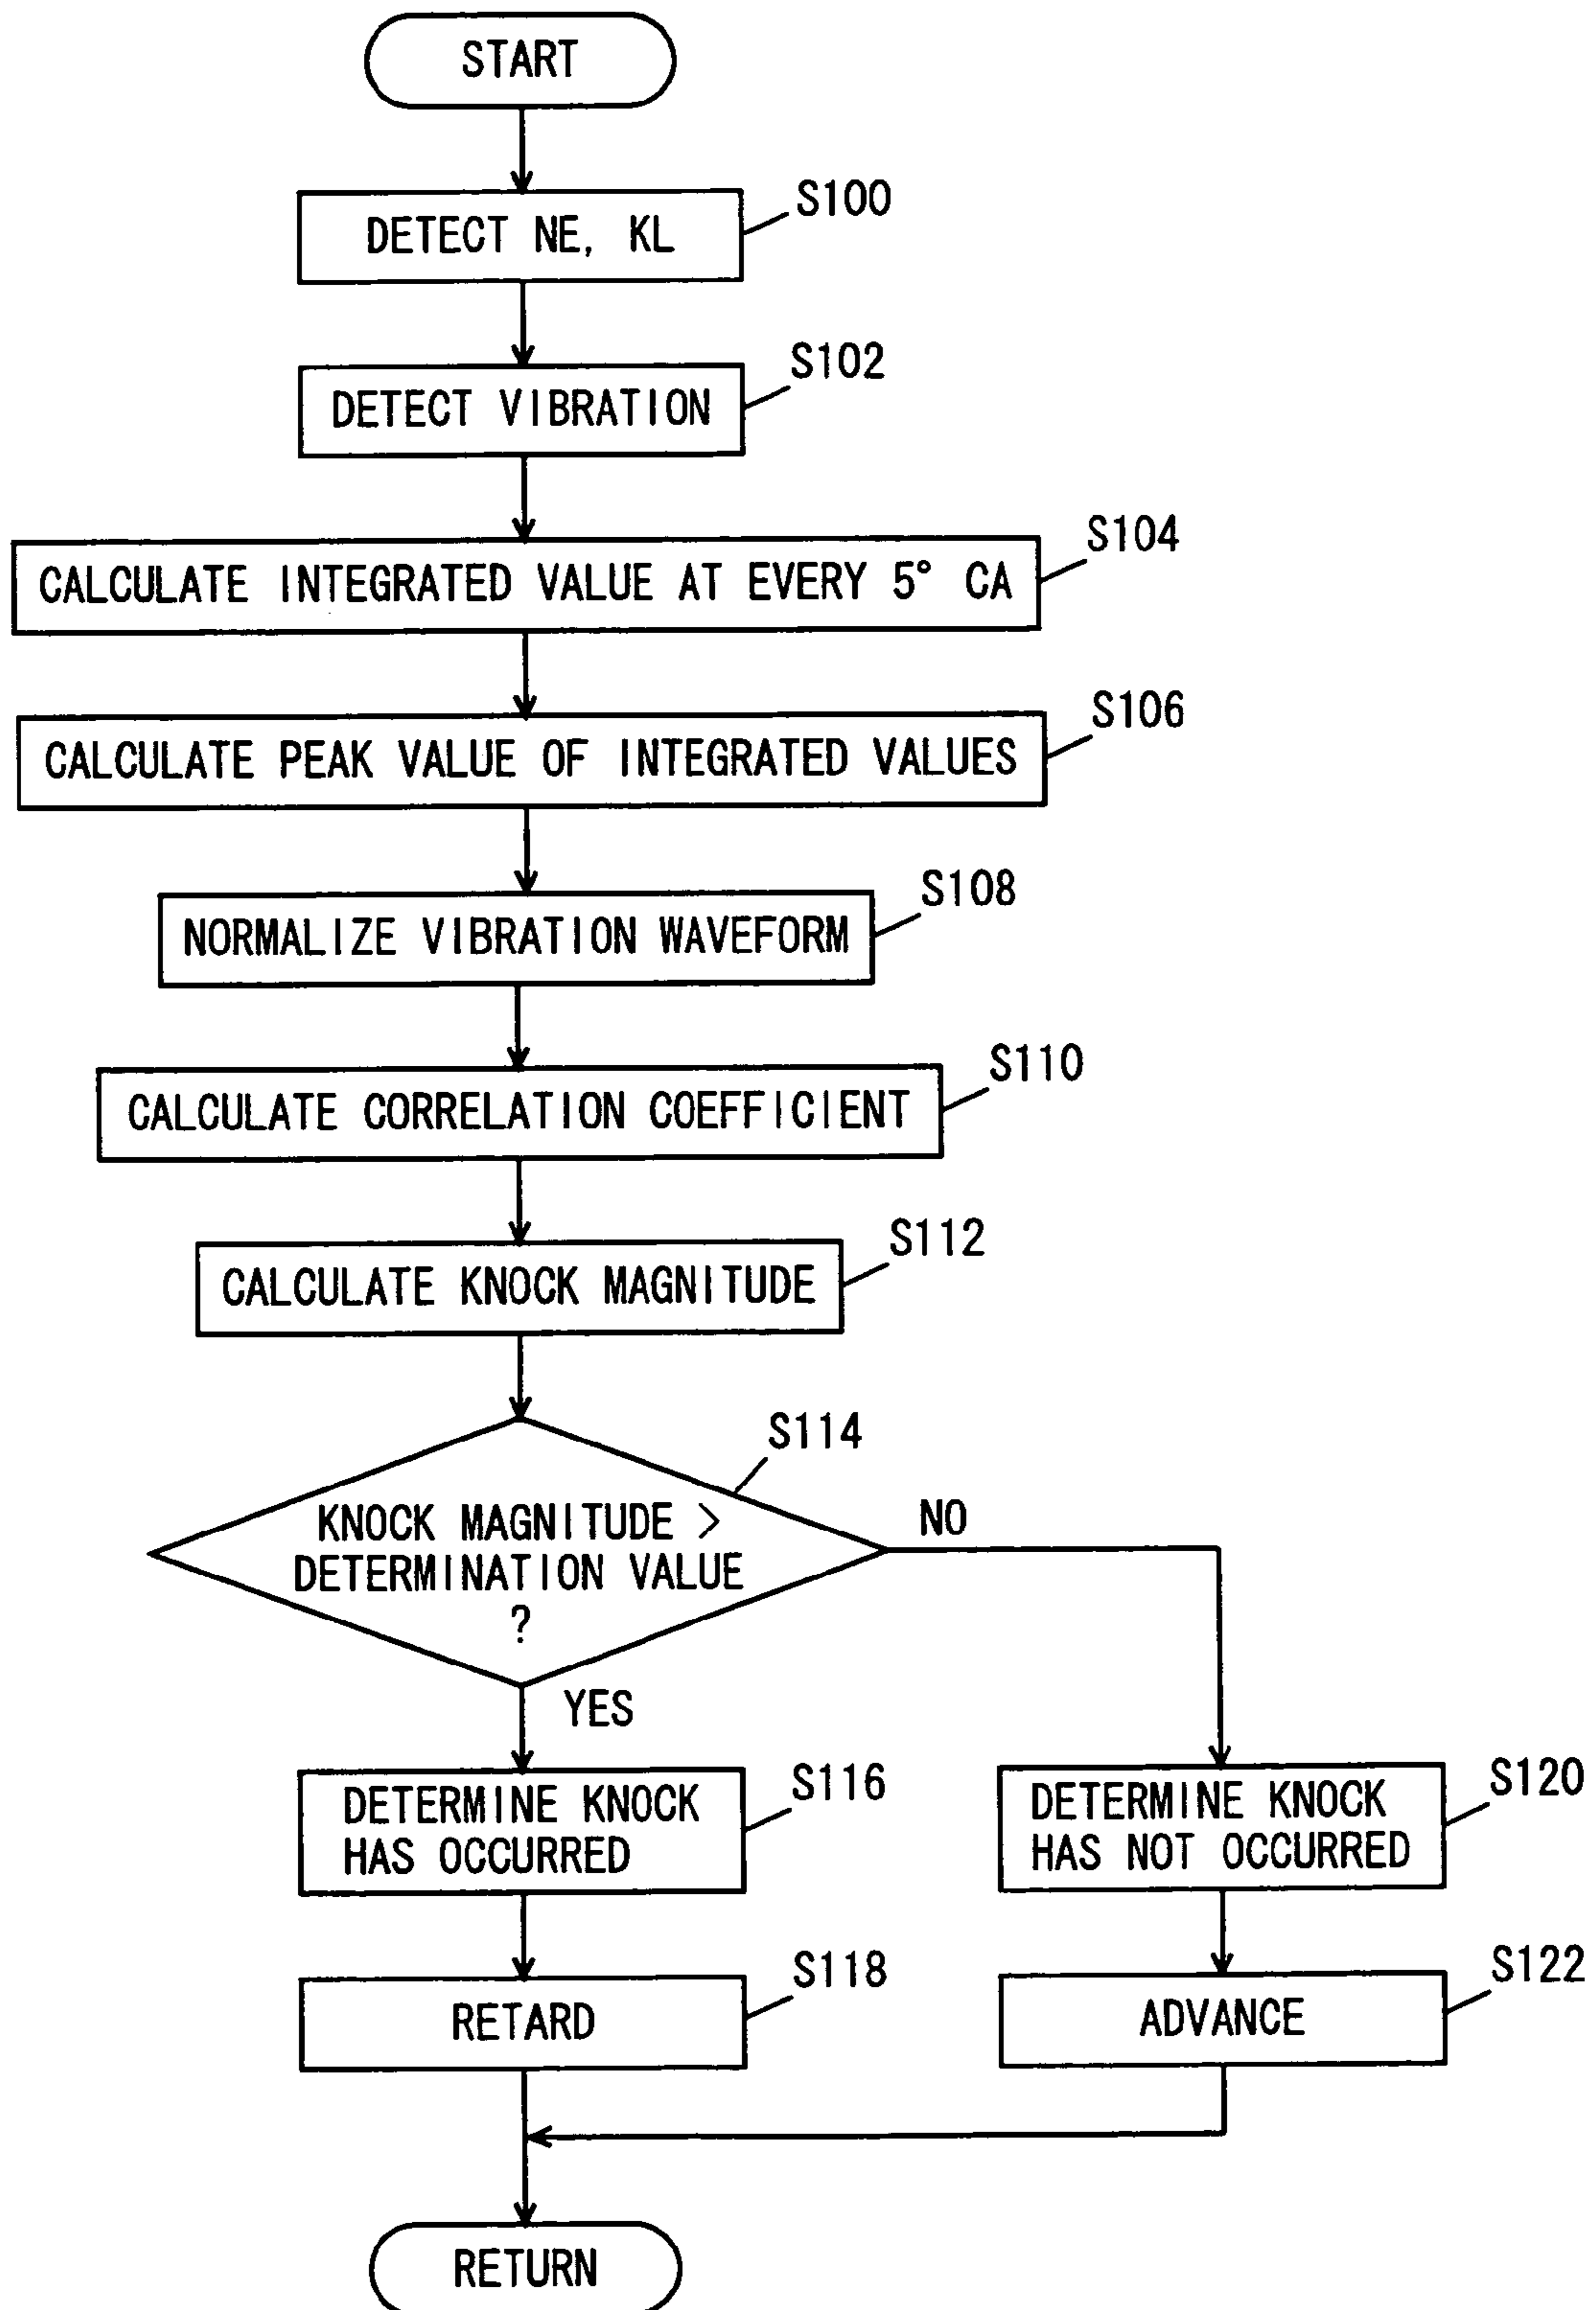 START
S100
DETECT NE, KL
S102
DETECT VIBRATION
S104
CALCULATE INTEGRATED VALUE AT EVERY 5° CA
S106
CALCULATE PEAK VALUE OF INTEGRATED VALUES
S108
NORMALIZE VIBRATION WAVEFORM
S110
CALCULATE CORRELATION COEFFICIENT
S112
CALCULATE KNOCK MAGNITUDE
S114
KNOCK MAGNITUDE >
DETERMINATION VALUE
?
NO
YES
S116
DETERMINE KNOCK
HAS OCCURRED
S120
DETERMINE KNOCK
HAS NOT OCCURRED
S118
RETARD
S122
ADVANCE
RETURN